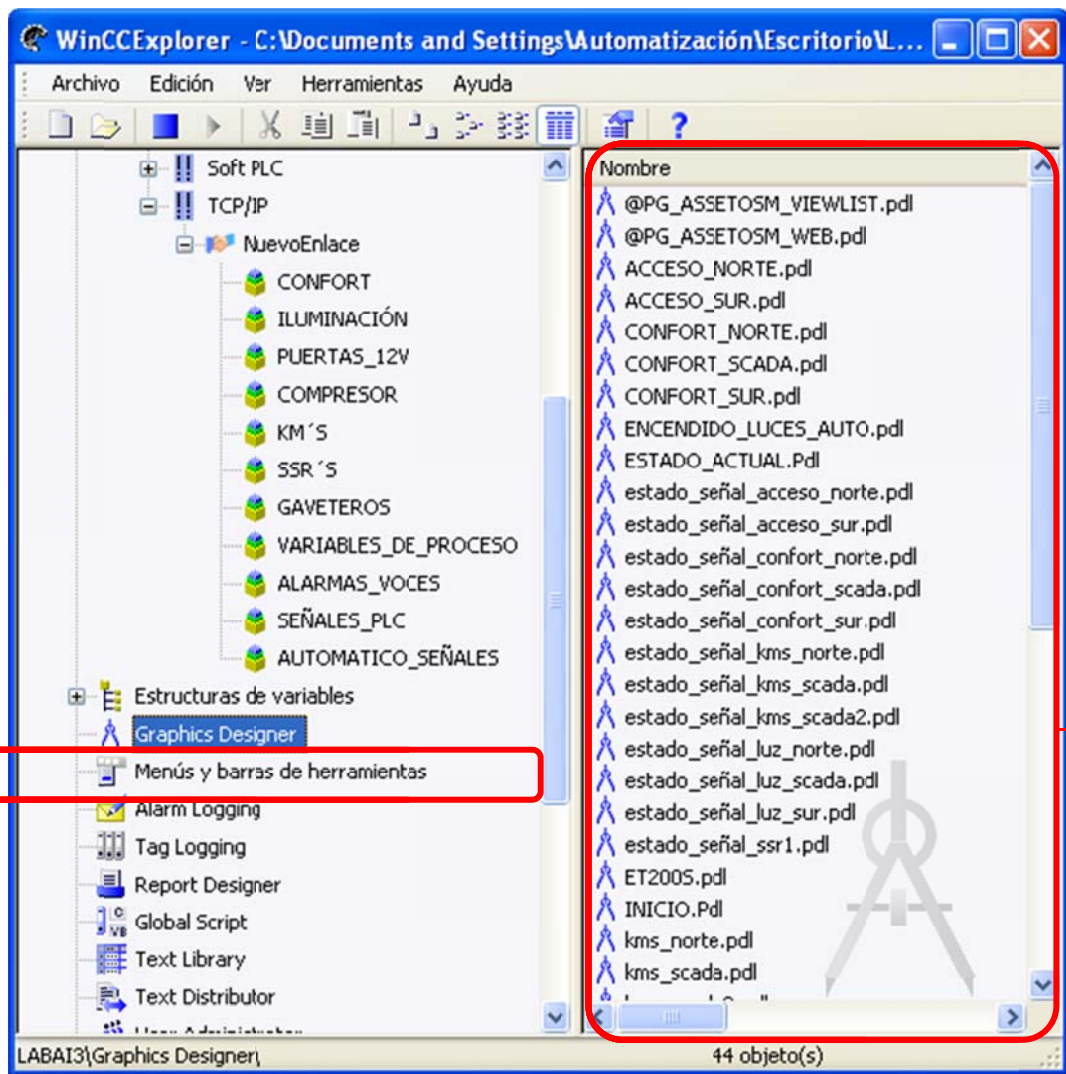 WinCCExplorer - C:\Documents and Settings\Automatización\Escritorio\L...
Archivo Edición Ver Herramientas Ayuda
Soft PLC
TCP/IP
NuevoEnlace
CONFORT
ILUMINACIÓN
PUERTAS_12V
COMPRESOR
KM´S
SSR´S
GAVETEROS
VARIABLES_DE_PROCESO
ALARMAS_VOCES
SEÑALES_PLC
AUTOMATICO_SEÑALES
Estructuras de variables
Graphics Designer
Menús y barras de herramientas
Alarm Logging
Tag Logging
Report Designer
Global Script
Text Library
Text Distributor
Nombre
@PG_ASSETOSM_VIEWLIST.pdl
@PG_ASSETOSM_WEB.pdl
ACCESO_NORTE.pdl
ACCESO_SUR.pdl
CONFORT_NORTE.pdl
CONFORT_SCADA.pdl
CONFORT_SUR.pdl
ENCENDIDO_LUCES_AUTO.pdl
ESTADO_ACTUAL.Pdl
estado_señal_acceso_norte.pdl
estado_señal_acceso_sur.pdl
estado_señal_confort_norte.pdl
estado_señal_confort_scada.pdl
estado_señal_confort_sur.pdl
estado_señal_kms_norte.pdl
estado_señal_kms_scada.pdl
estado_señal_kms_scada2.pdl
estado_señal_luz_norte.pdl
estado_señal_luz_scada.pdl
estado_señal_luz_sur.pdl
estado_señal_ssr1.pdl
ET200S.pdl
INICIO.Pdl
kms_norte.pdl
kms_scada.pdl
LABAI3\Graphics Designer\ 44 objeto(s)